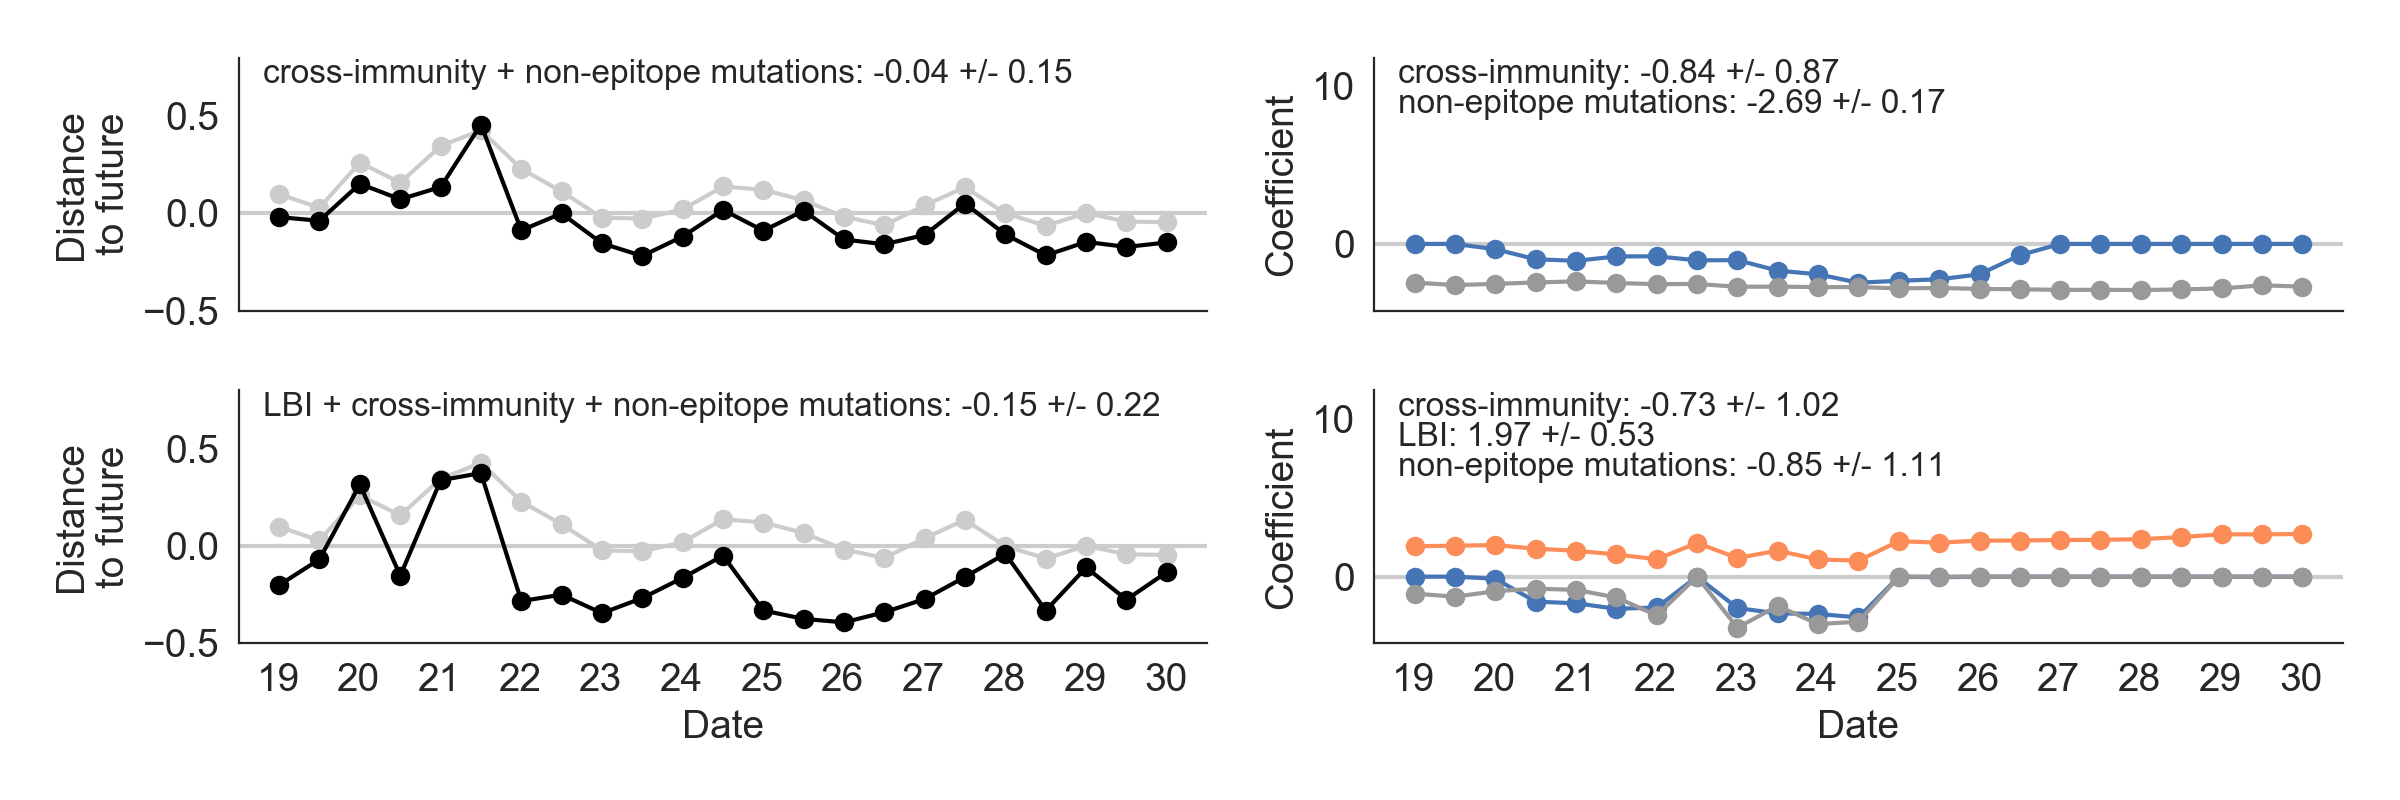 cross-immunity + non-epitope mutations: -0.04 +/- 0.15
Distance
to future
0.5
0.0
−0.5
cross-immunity: -0.84 +/- 0.87
non-epitope mutations: -2.69 +/- 0.17
Coefficient
10
0
LBI + cross-immunity + non-epitope mutations: -0.15 +/- 0.22
Distance
to future
0.5
0.0
−0.5
19 20 21 22 23 24 25 26 27 28 29 30
Date
cross-immunity: -0.73 +/- 1.02
LBI: 1.97 +/- 0.53
non-epitope mutations: -0.85 +/- 1.11
Coefficient
10
0
19 20 21 22 23 24 25 26 27 28 29 30
Date